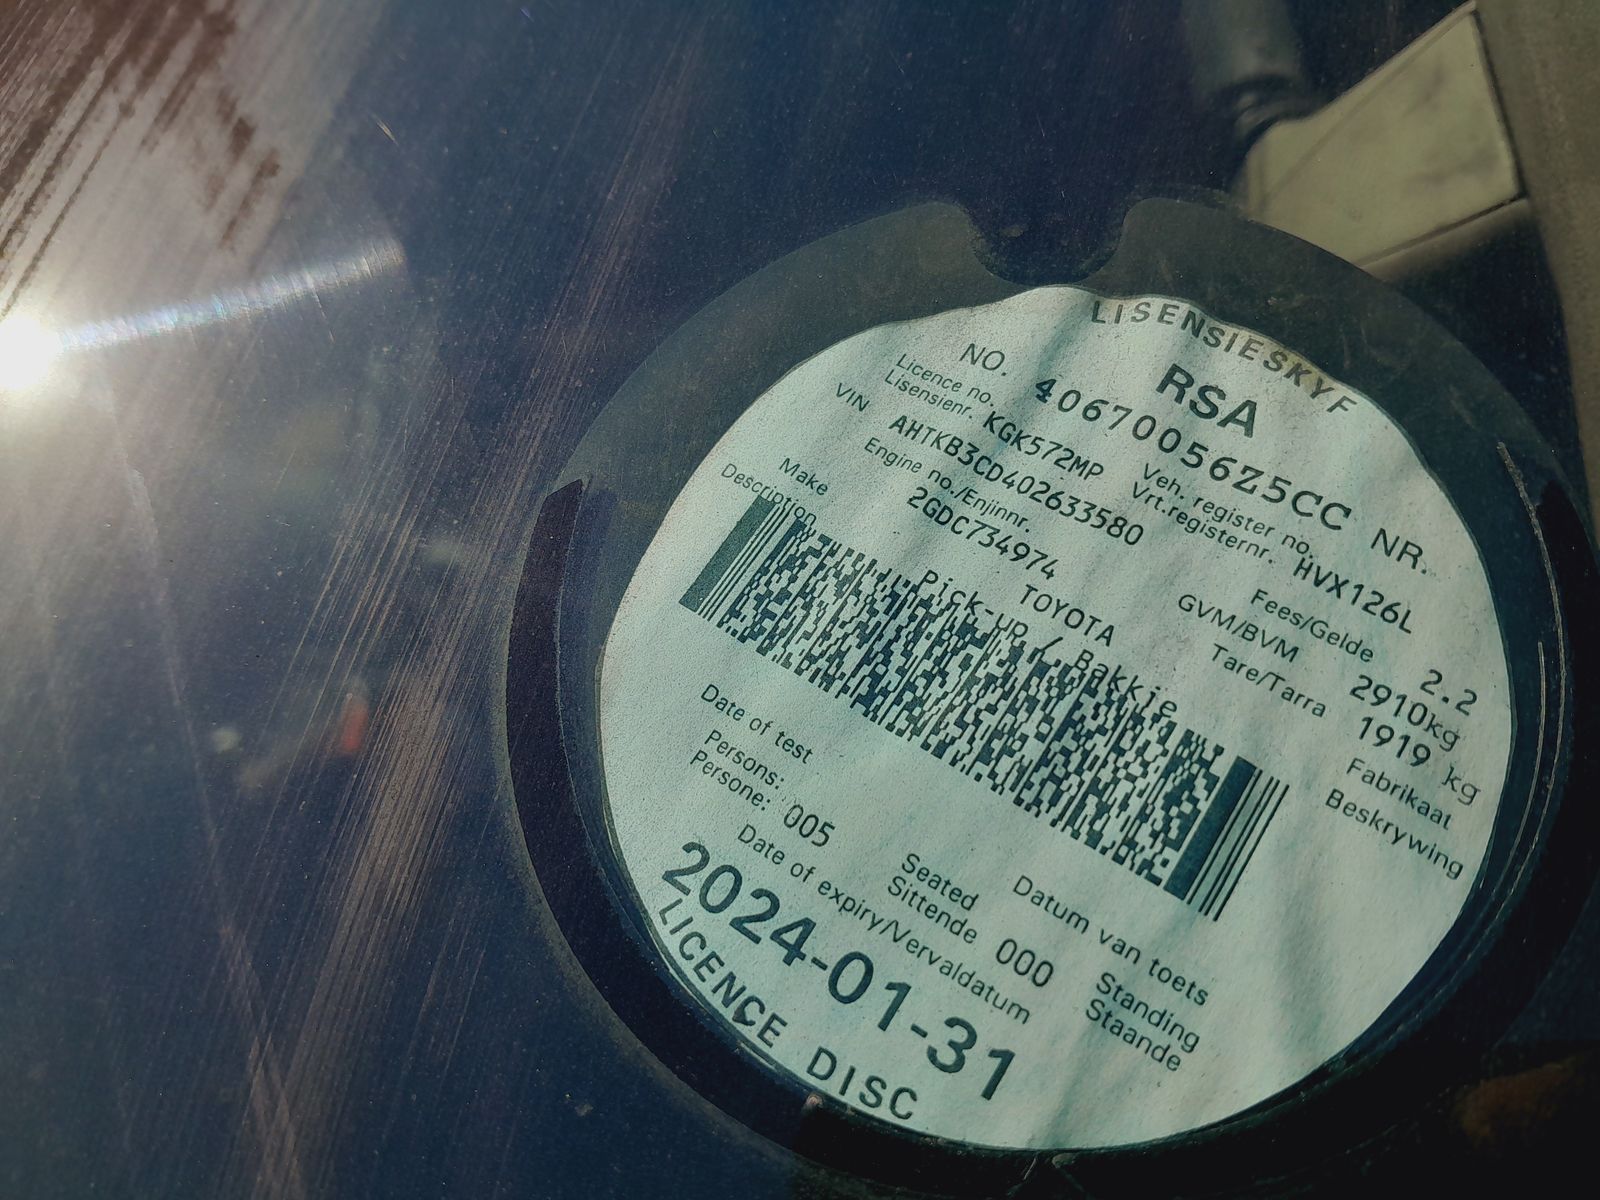 LISENSIESKYF
RSA
NO. 40670056Z5CC NR.
Licence no. KGK572MP Veh. register no. HVX126L
Lisensienr. Vrt.registernr.
VIN AHTKB3CD402633580 Fees/Gelde 2.2
Engine no./Enjinnr. GVM/BVM 2910kg
2GDC734974 Tare/Tarra 1919 kg
Make TOYOTA Fabrikaat
Description Pick-up / Bakkie Beskrywing
Date of test Datum van toets
Persons: 005 Seated 000 Standing
Persone: Sittende Staande
Date of expiry/Vervaldatum
2024-01-31
LICENCE DISC